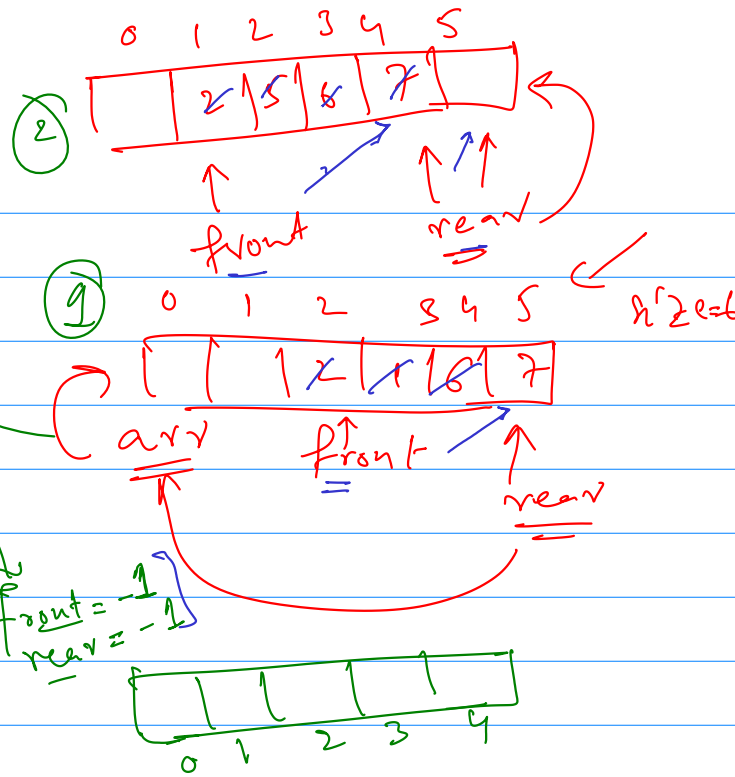 0 1 2 3 4 5
② 2 5 6 7
front rear
① 0 1 2 3 4 5
2 1 6 7
arr front
rear
front = -1
rear = -1
0 1 2 3 4